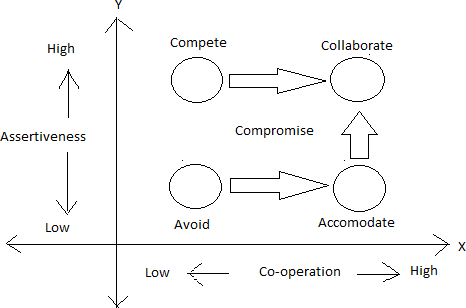 Y
Compete
Collaborate
High
Assertiveness
Compromise
Low
Avoid
Accomodate
X
Low
Co-operation
High